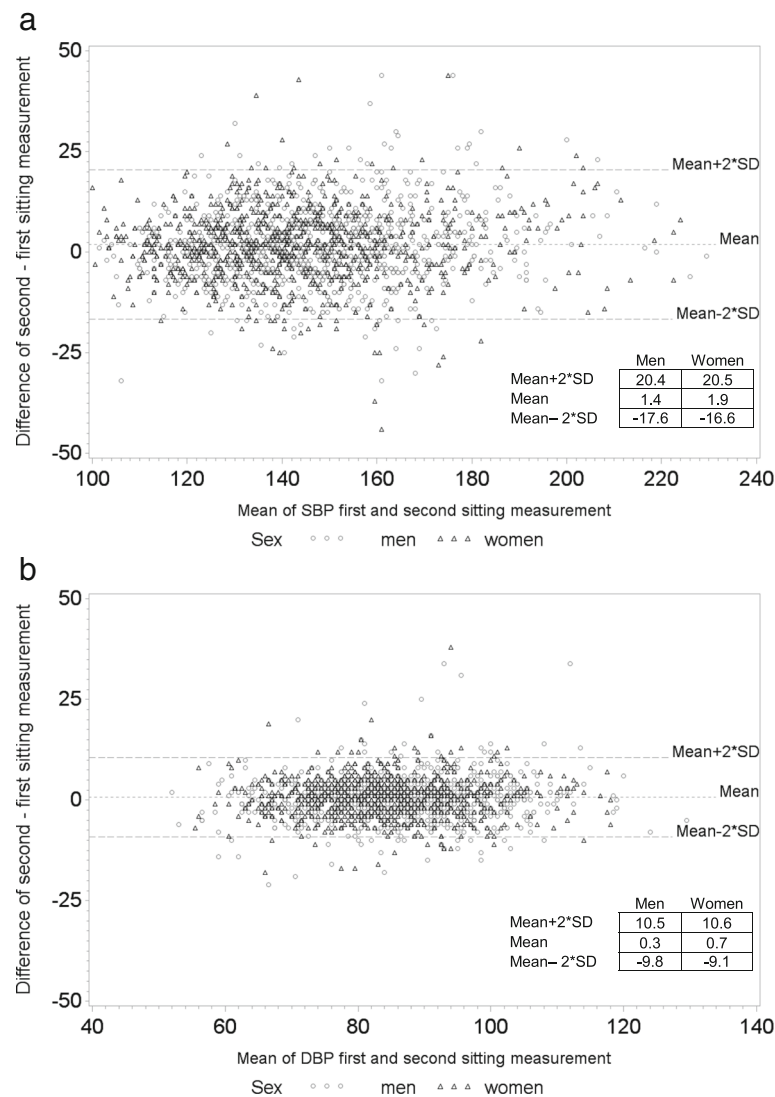 a
Difference of second - first sitting measurement
50
25
0
-25
-50
Mean+2*SD
Mean
Mean-2*SD
Men Women
Mean+2*SD 20.4 20.5
Mean 1.4 1.9
Mean– 2*SD -17.6 -16.6
100 120 140 160 180 200 220 240
Mean of SBP first and second sitting measurement
Sex men women
b
Difference of second - first sitting measurement
50
25
0
-25
-50
Mean+2*SD
Mean
Mean-2*SD
Men Women
Mean+2*SD 10.5 10.6
Mean 0.3 0.7
Mean– 2*SD -9.8 -9.1
40 60 80 100 120 140
Mean of DBP first and second sitting measurement
Sex men women